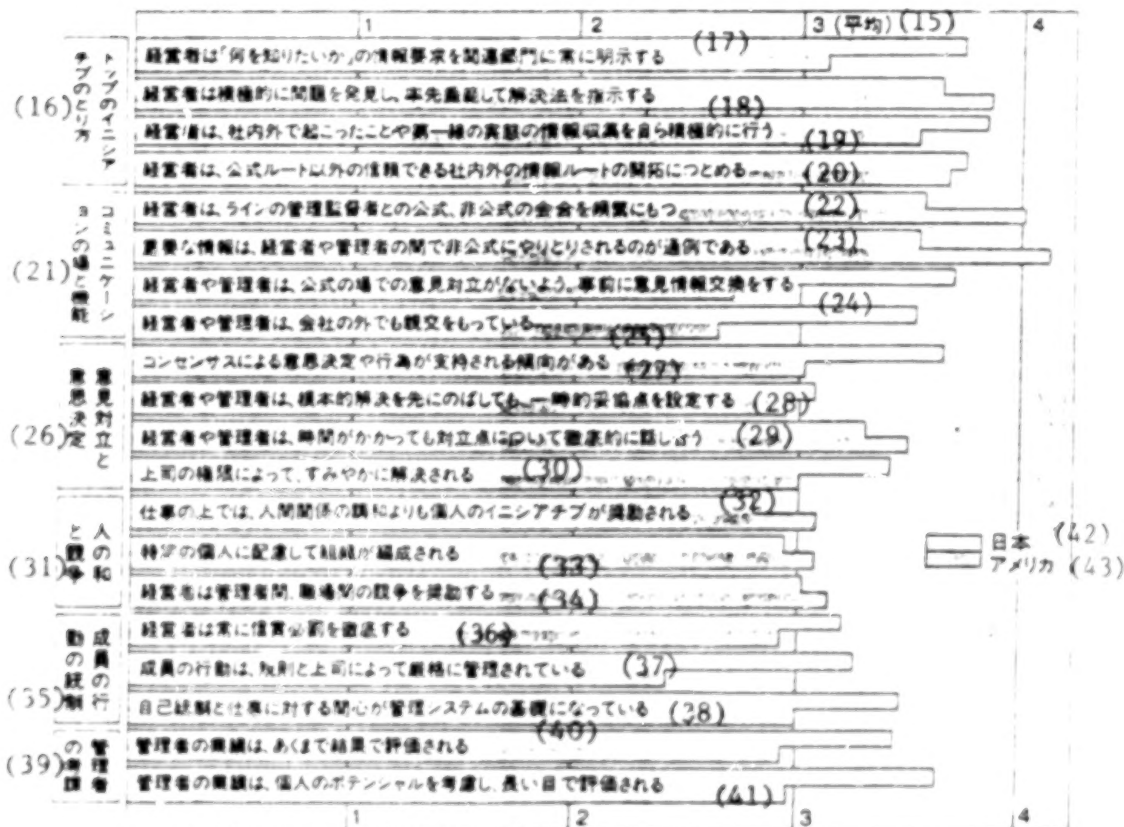 1 2 3 (平均) (15) 4
トップのイニシア
チブのとり方
(16)
経営者は「何を知りたいか」の情報要求を関連部門に常に明示する (17)
経営者は積極的に問題を発見し、率先垂範して解決法を指示する (18)
経営者は、社内外で起こったことや第一線の実態の情報収集を自ら積極的に行う (19)
経営者は、公式ルート以外の信頼できる社内外の情報ルートの開拓につとめる (20)
コミュニケーシ
ョンの場と機能
(21)
経営者は、ラインの管理監督者との公式、非公式の会合を頻繁にもつ (22)
重要な情報は、経営者や管理者の間で非公式にやりとりされるのが通例である (23)
経営者や管理者は、公式の場での意見対立がないよう、事前に意見情報交換をする (24)
経営者や管理者は、会社の外でも親交をもっている (25)
意見対立と
意思決定
(26)
コンセンサスによる意思決定や行為が支持される傾向がある (27)
経営者や管理者は、根本的解決を先にのばしても、一時的妥協点を設定する (28)
経営者や管理者は、時間がかかっても対立点について徹底的に話しあう (29)
上司の権限によって、すみやかに解決される (30)
人の和
と競争
(31)
仕事の上では、人間関係の調和よりも個人のイニシアチブが奨励される (32)
特定の個人に配慮して組織が編成される (33)
経営者は管理者間、職場間の競争を奨励する (34)
成員の行
動の統制
(35)
経営者は常に信賞必罰を徹底する (36)
成員の行動は、規則と上司によって厳格に管理されている (37)
自己統制と仕事に対する関心が管理システムの基礎になっている (38)
管理者
の考課
(39)
管理者の業績は、あくまで結果で評価される (40)
管理者の業績は、個人のポテンシャルを考慮し、長い目で評価される (41)
日本 (42)
アメリカ (43)
1 2 3 4